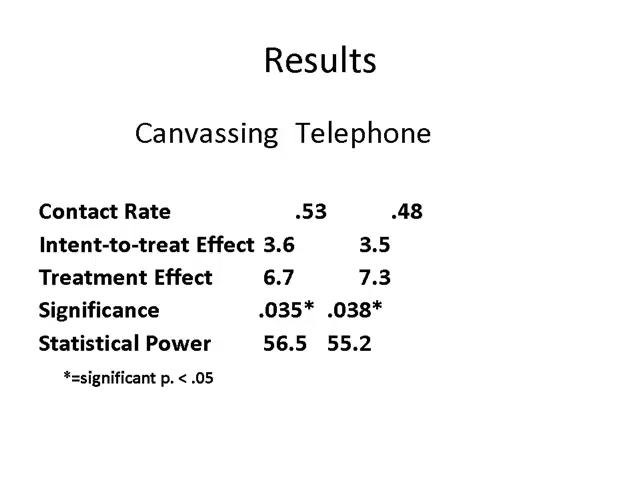 Results
Canvassing Telephone
Contact Rate .53 .48
Intent-to-treat Effect 3.6 3.5
Treatment Effect 6.7 7.3
Significance .035* .038*
Statistical Power 56.5 55.2
*=significant p. < .05